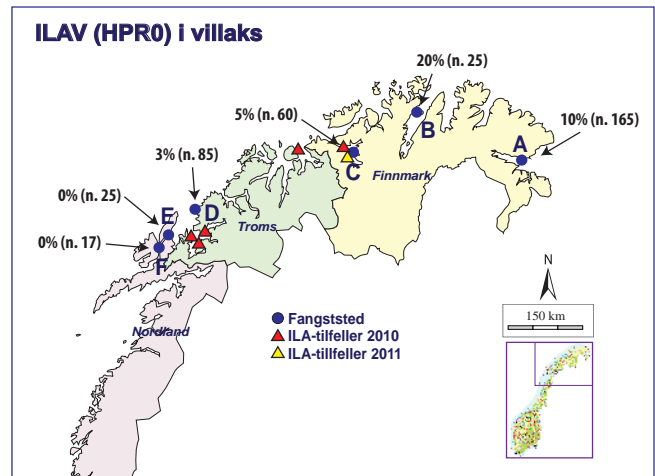 ILAV (HPR0) i villaks
20% (n. 25)
5% (n. 60)
B
A
10% (n. 165)
3% (n. 85)
C
Finnmark
0% (n. 25)
D
E
Troms
0% (n. 17)
F
N
Nordland
Fangststed
ILA-tilfeller 2010
ILA-tillfeller 2011
150 km